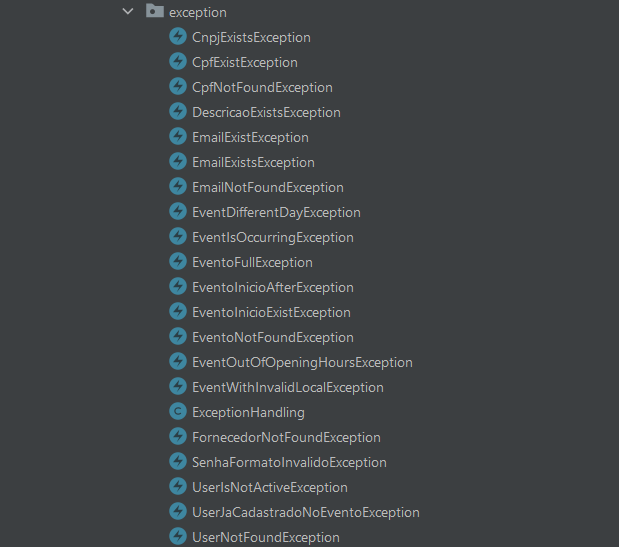 exception
CnpjExistsException
CpfExistException
CpfNotFoundException
DescricaoExistsException
EmailExistException
EmailExistsException
EmailNotFoundException
EventDifferentDayException
EventIsOccurringException
EventoFullException
EventoInicioAfterException
EventoInicioExistException
EventoNotFoundException
EventOutOfOpeningHoursException
EventWithInvalidLocalException
C ExceptionHandling
FornecedorNotFoundException
SenhaFormatoInvalidoException
UserIsNotActiveException
UserJaCadastradoNoEventoException
UserNotFoundException